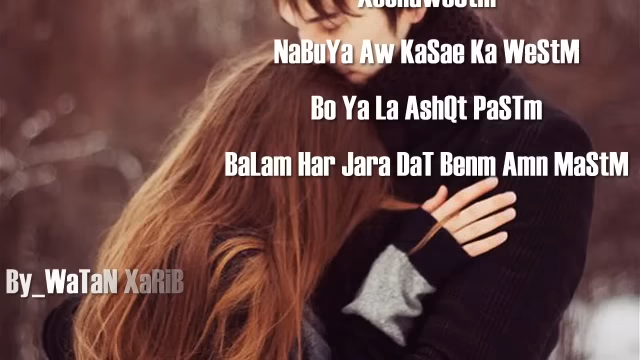 NaBuYa Aw KaSae Ka WeStM
Bo Ya La AshQt PaSTm
BaLam Har Jara DaT Benm Amn MaStM
By_WaTaN XaRiB